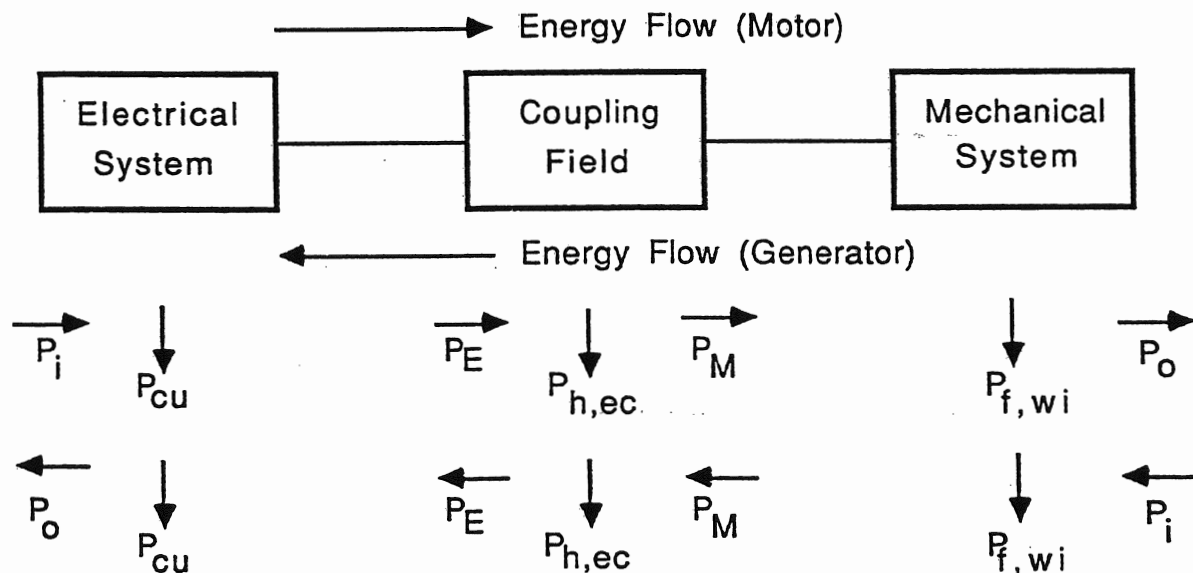 Energy Flow (Motor)
Electrical
System
Coupling
Field
Mechanical
System
Energy Flow (Generator)
Pi
Pcu
PE
Ph,ec
PM
Pf,wi
Po
Po
Pcu
PE
Ph,ec
PM
Pf,wi
Pi